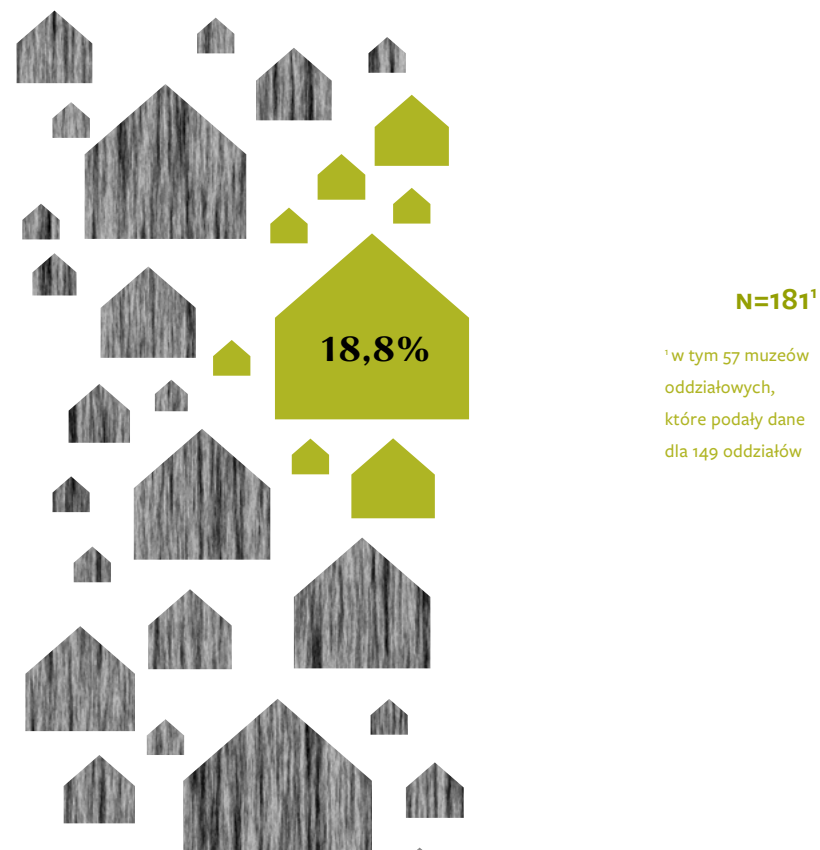 18,8%
N=181¹
¹ w tym 57 muzeów
oddziałowych,
które podały dane
dla 149 oddziałów